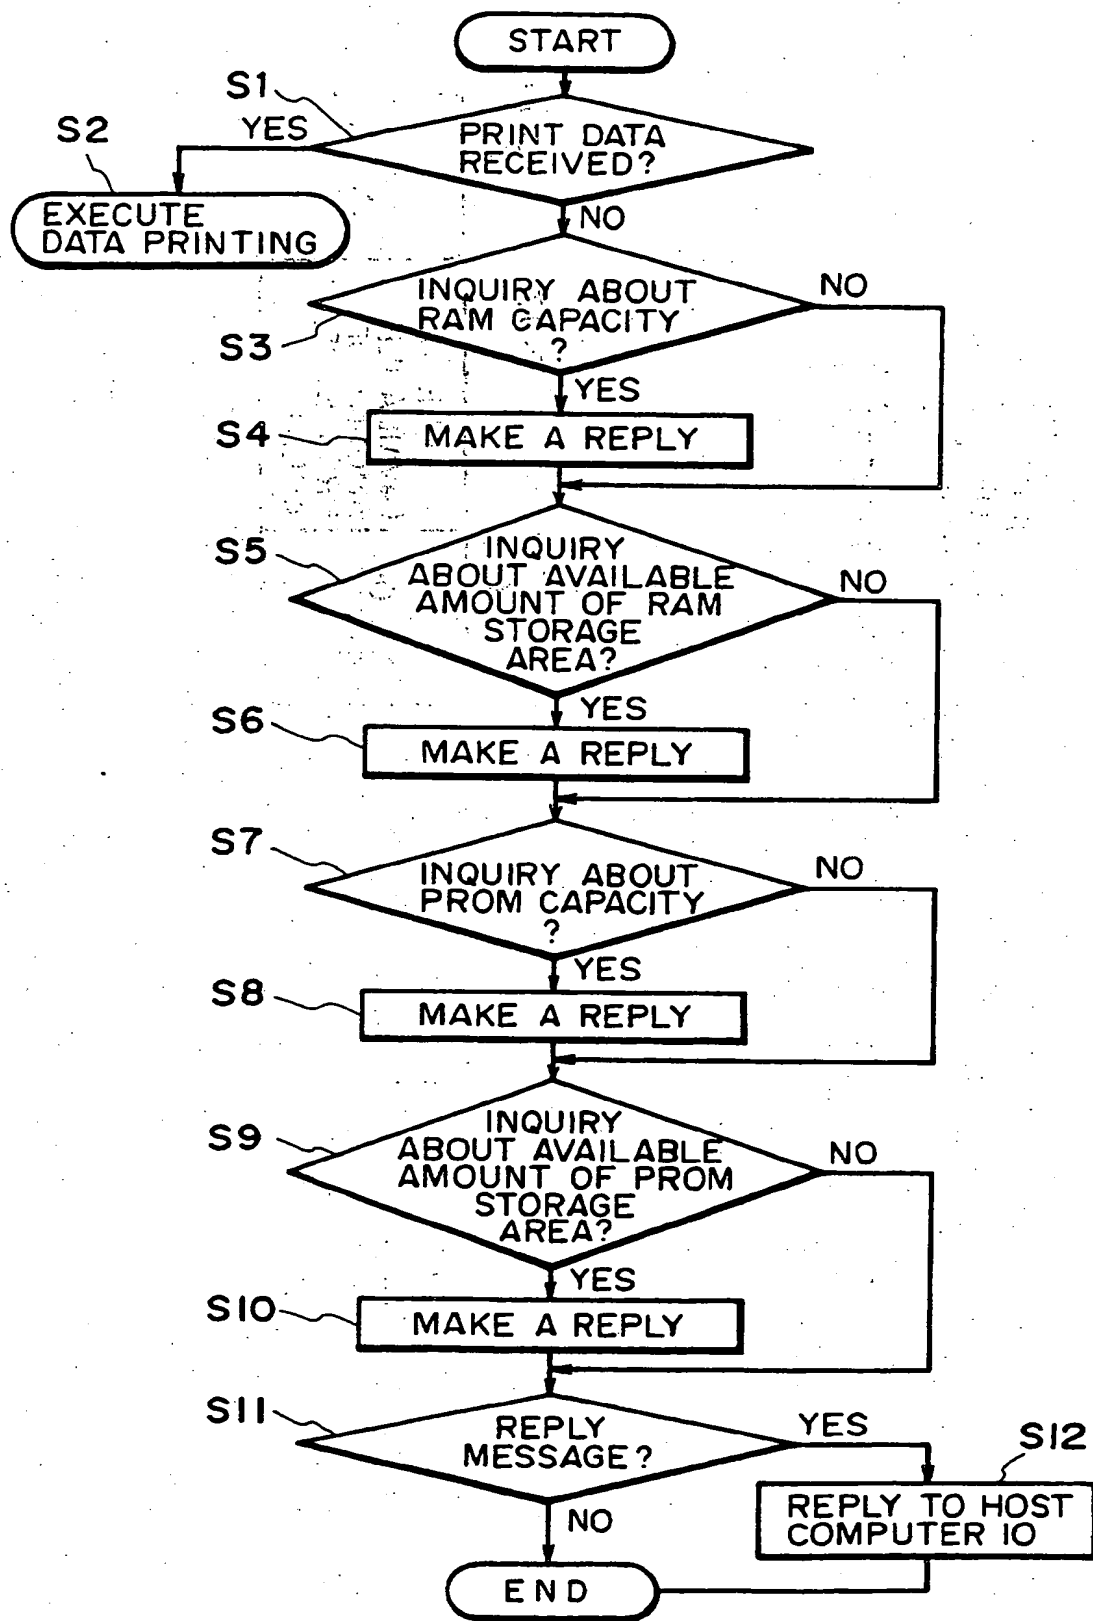 START
S1
PRINT DATA
RECEIVED?
YES
S2
EXECUTE
DATA PRINTING
NO
INQUIRY ABOUT
RAM CAPACITY
?
NO
S3
YES
S4
MAKE A REPLY
S5
INQUIRY
ABOUT AVAILABLE
AMOUNT OF RAM
STORAGE
AREA?
NO
YES
S6
MAKE A REPLY
S7
INQUIRY ABOUT
PROM CAPACITY
?
NO
YES
S8
MAKE A REPLY
S9
INQUIRY
ABOUT AVAILABLE
AMOUNT OF PROM
STORAGE
AREA?
NO
YES
S10
MAKE A REPLY
S11
REPLY
MESSAGE?
YES
S12
REPLY TO HOST
COMPUTER 10
NO
END